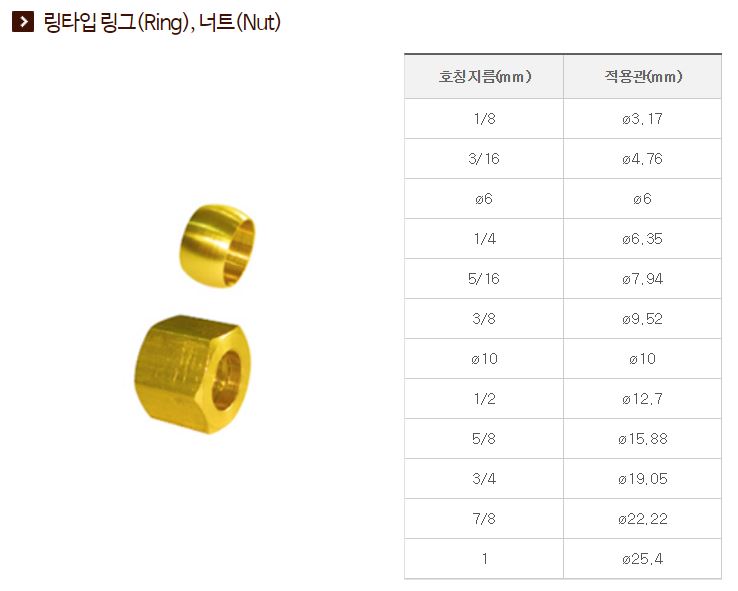 링타입 링그(Ring), 너트(Nut)
호칭지름(mm) 적용관(mm)
1/8 ø3.17
3/16 ø4.76
ø6 ø6
1/4 ø6.35
5/16 ø7.94
3/8 ø9.52
ø10 ø10
1/2 ø12.7
5/8 ø15.88
3/4 ø19.05
7/8 ø22.22
1 ø25.4